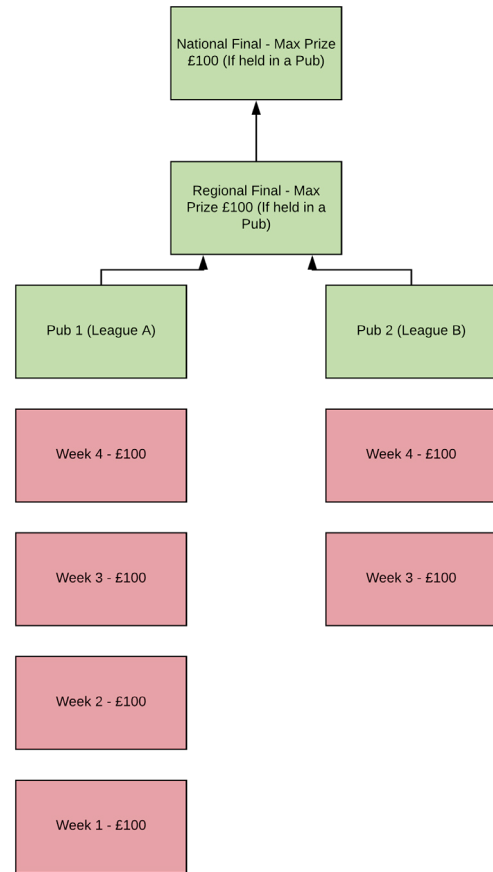 National Final - Max Prize
£100 (If held in a Pub)
Regional Final - Max
Prize £100 (If held in a
Pub)
Pub 1 (League A)
Pub 2 (League B)
Week 4 - £100
Week 4 - £100
Week 3 - £100
Week 3 - £100
Week 2 - £100
Week 1 - £100